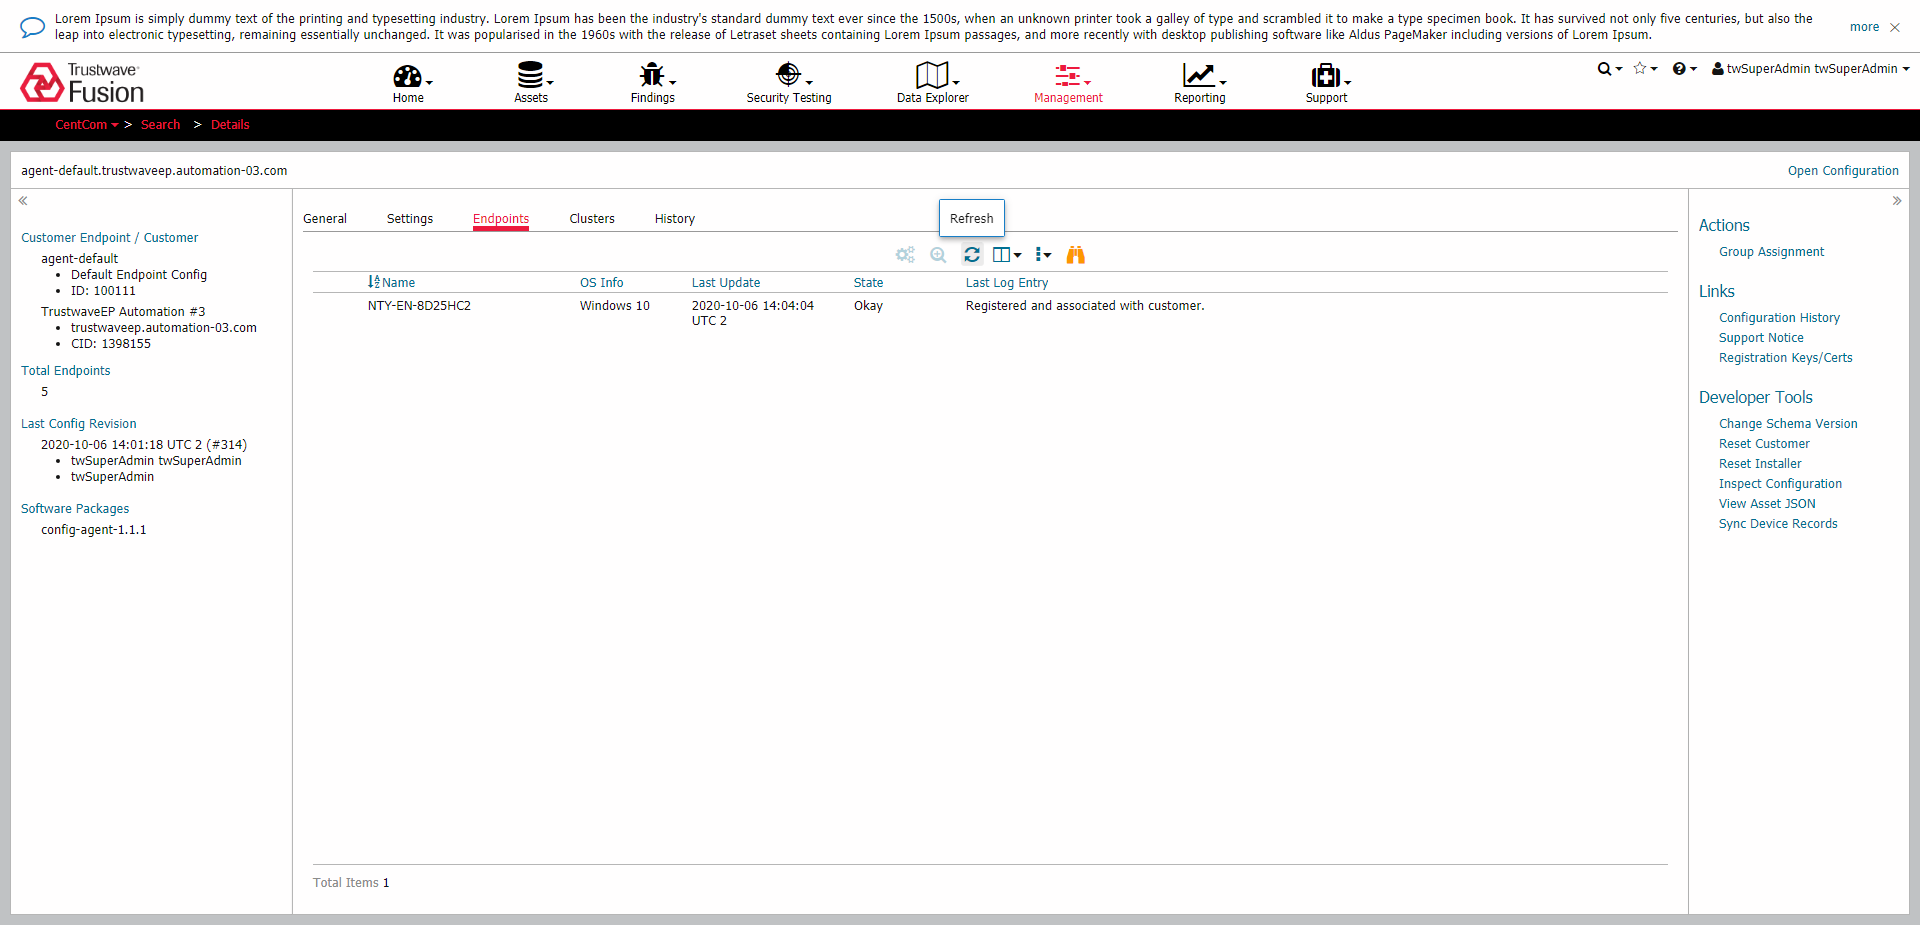 Lorem Ipsum is simply dummy text of the printing and typesetting industry. Lorem Ipsum has been the industry's standard dummy text ever since the 1500s, when an unknown printer took a galley of type and scrambled it to make a type specimen book. It has survived not only five centuries, but also the
leap into electronic typesetting, remaining essentially unchanged. It was popularised in the 1960s with the release of Letraset sheets containing Lorem Ipsum passages, and more recently with desktop publishing software like Aldus PageMaker including versions of Lorem Ipsum.
more
Trustwave
Fusion
Home
Assets
Findings
Security Testing
Data Explorer
Management
Reporting
Support
twSuperAdmin twSuperAdmin
CentCom > Search > Details
agent-default.trustwaveep.automation-03.com
Open Configuration
«
Customer Endpoint / Customer
agent-default
• Default Endpoint Config
• ID: 100111
TrustwaveEP Automation #3
• trustwaveep.automation-03.com
• CID: 1398155
Total Endpoints
5
Last Config Revision
2020-10-06 14:01:18 UTC 2 (#314)
• twSuperAdmin twSuperAdmin
• twSuperAdmin
Software Packages
config-agent-1.1.1
General Settings Endpoints Clusters History
Refresh
Name OS Info Last Update State Last Log Entry
NTY-EN-8D25HC2 Windows 10 2020-10-06 14:04:04 Okay Registered and associated with customer.
UTC 2
Total Items 1
»
Actions
Group Assignment
Links
Configuration History
Support Notice
Registration Keys/Certs
Developer Tools
Change Schema Version
Reset Customer
Reset Installer
Inspect Configuration
View Asset JSON
Sync Device Records